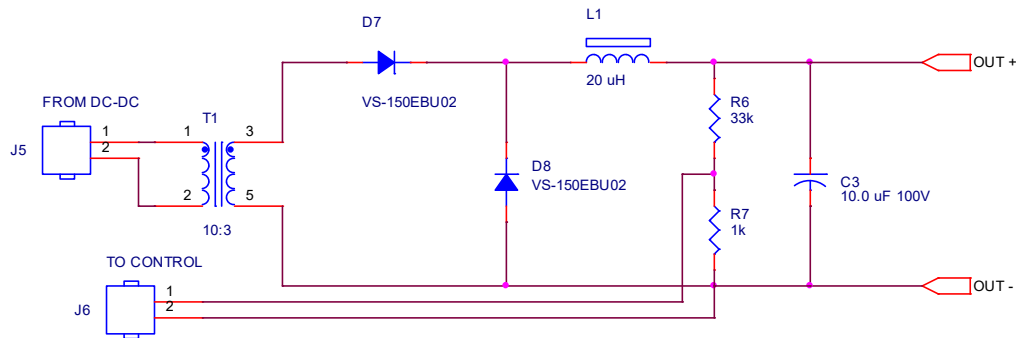 D7
L1
VS-150EBU02
20 uH
OUT +
FROM DC-DC
J5
1
2
T1
1
3
2
5
10:3
R6
33k
D8
VS-150EBU02
C3
10.0 uF 100V
R7
1k
TO CONTROL
J6
1
2
OUT -